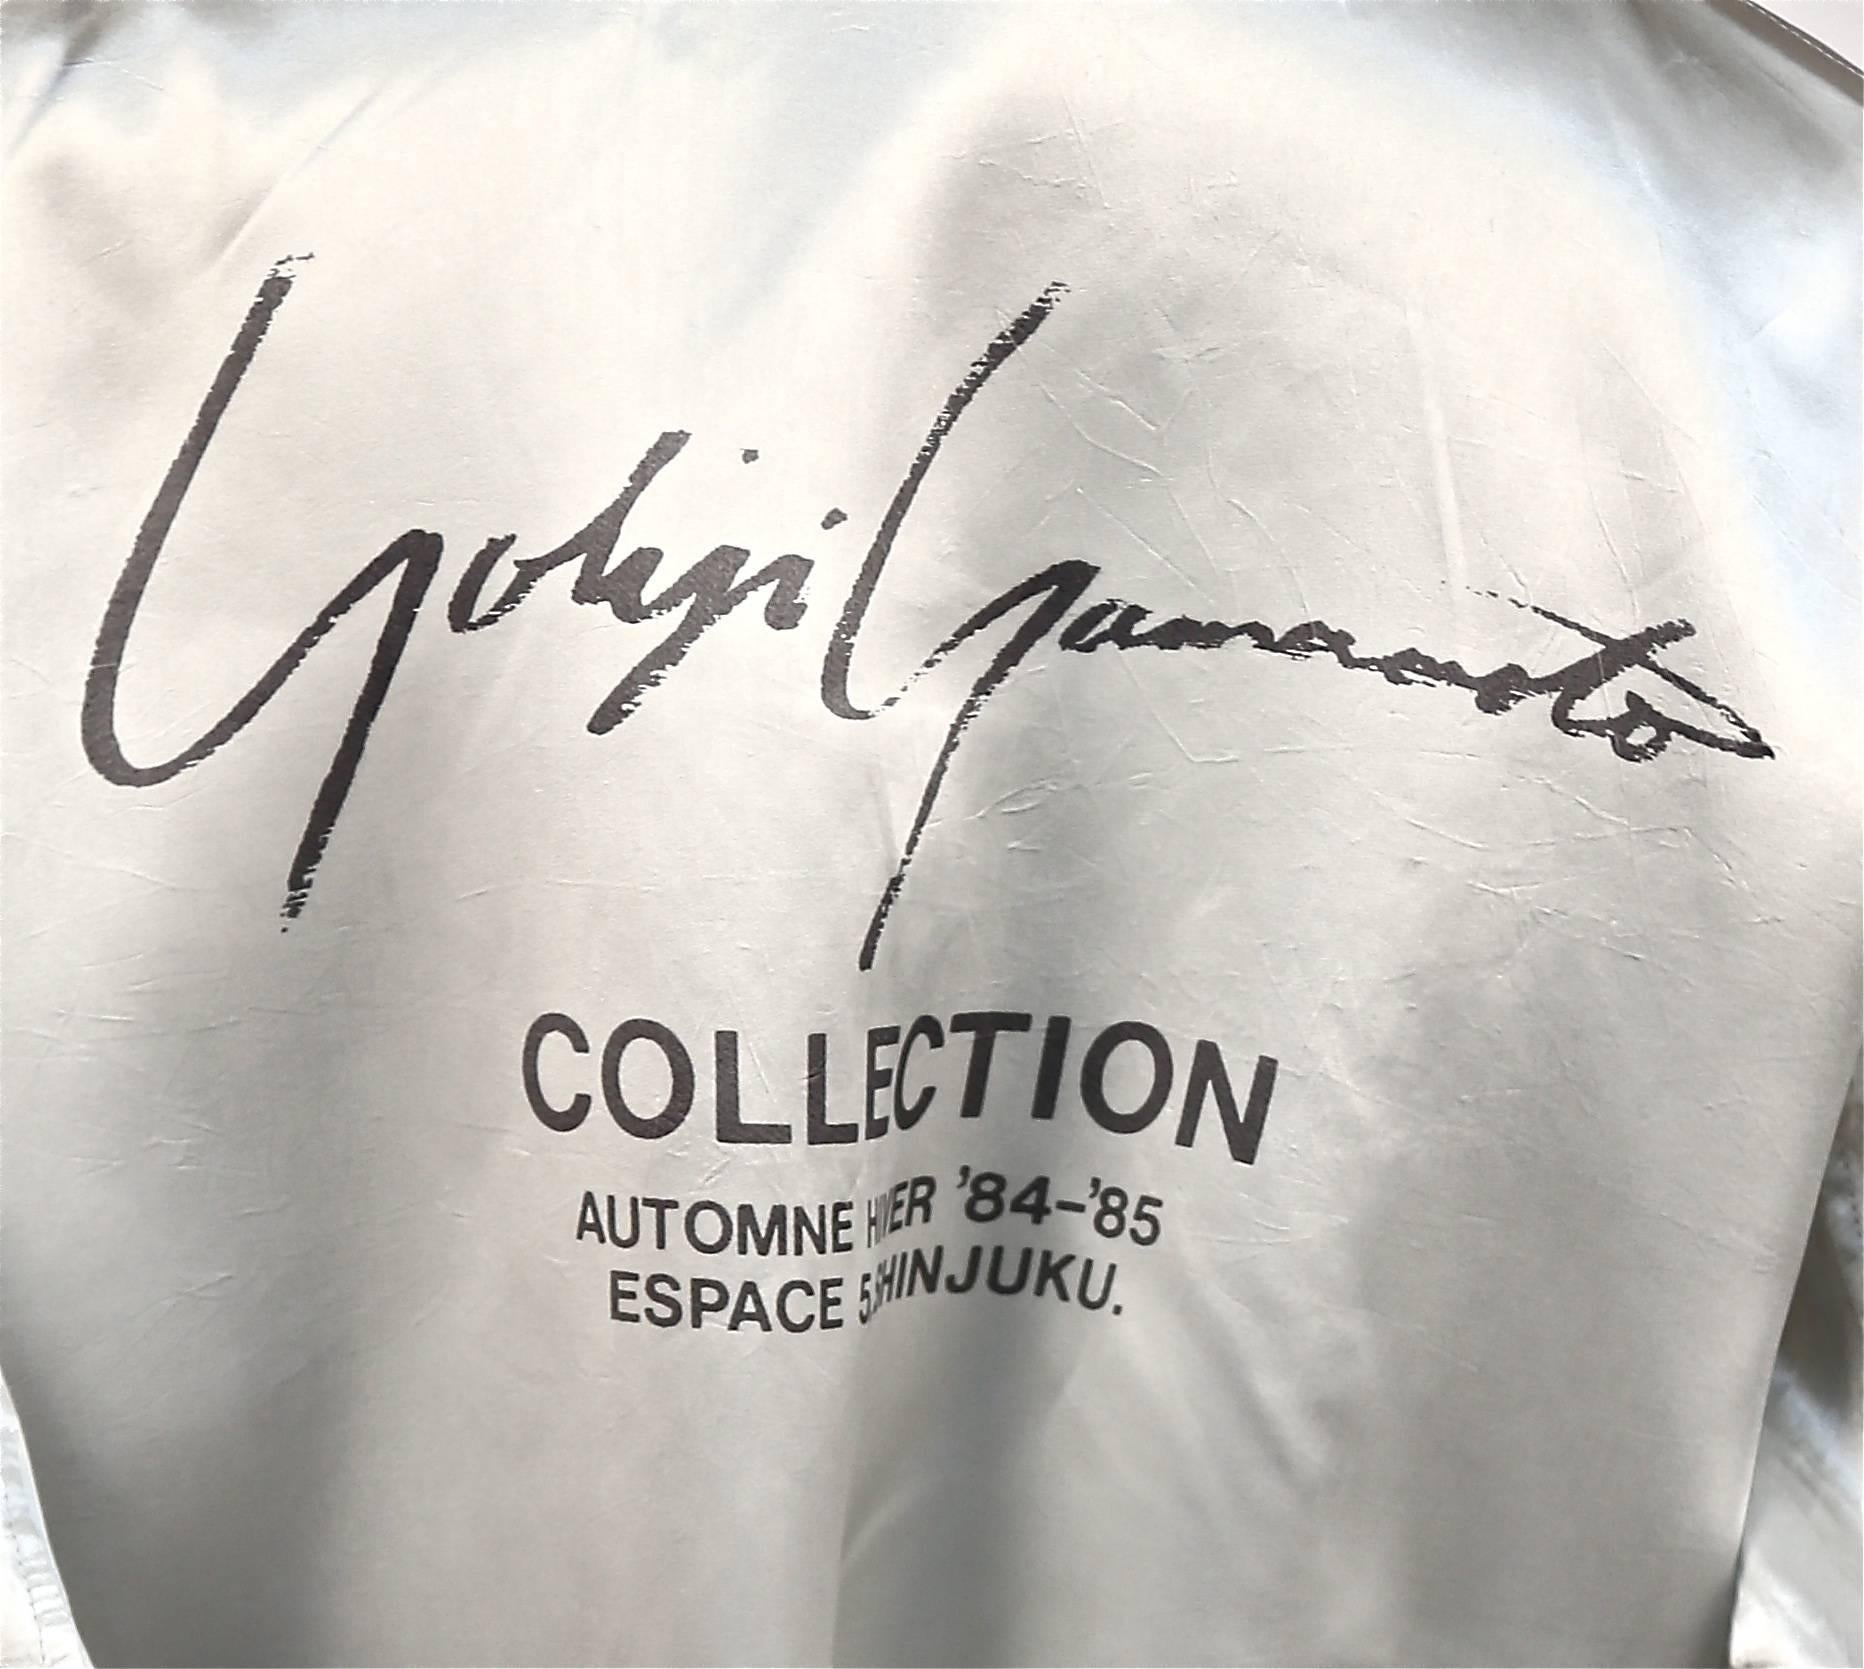 Yohji Yamamoto
COLLECTION
AUTOMNE HIVER '84-'85
ESPACE 5.SHINJUKU.